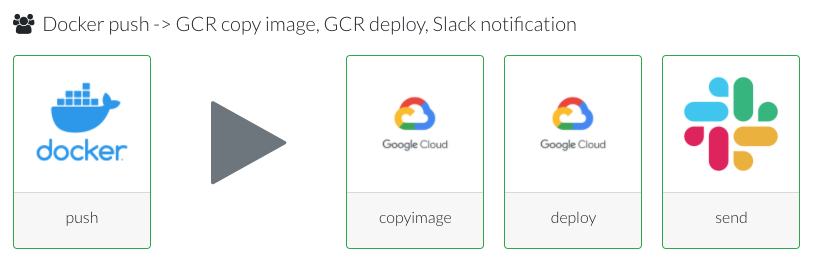 Docker push -> GCR copy image, GCR deploy, Slack notification
docker
Google Cloud
Google Cloud
push
copyimage
deploy
send